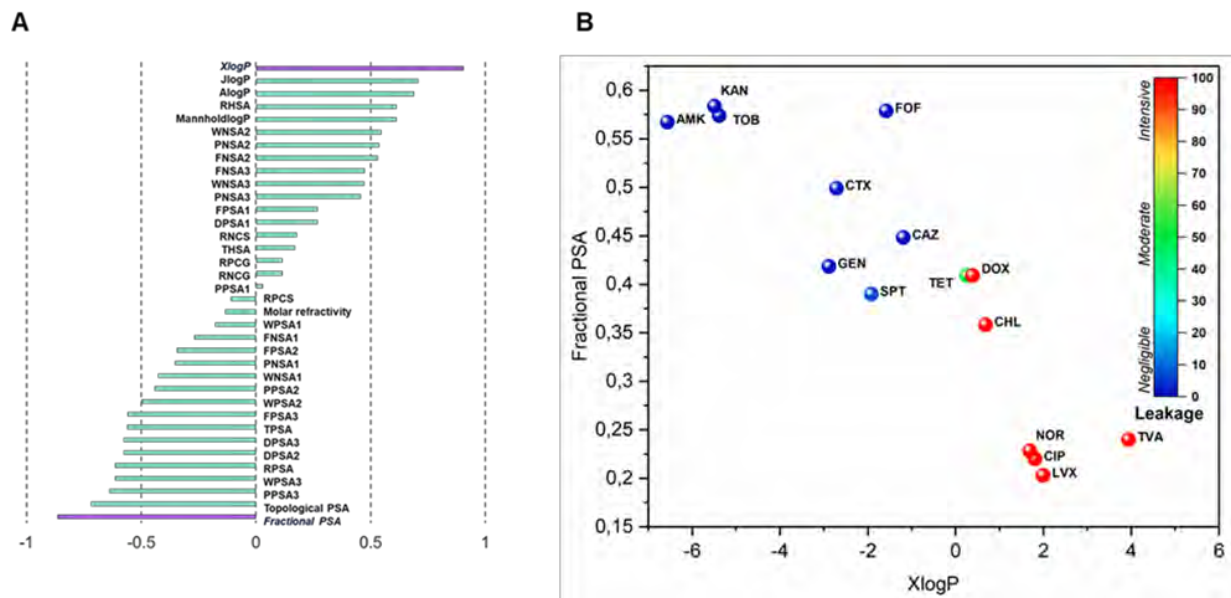 A
XlogP
JlogP
AlogP
RHSA
MannholdlogP
WNSA2
PNSA2
FNSA2
FNSA3
WNSA3
PNSA3
FPSA1
DPSA1
RNCS
THSA
RPCG
RNCG
PPSA1
RPCS
Molar refractivity
WPSA1
FNSA1
FPSA2
PNSA1
WNSA1
PPSA2
WPSA2
FPSA3
TPSA
DPSA3
DPSA2
RPSA
WPSA3
PPSA3
Topological PSA
Fractional PSA
-1 -0.5 0 0.5 1
B
Fractional PSA
0,6
0,55
0,5
0,45
0,4
0,35
0,3
0,25
0,2
0,15
KAN
AMK
TOB
FOF
CTX
CAZ
GEN
SPT
TET
DOX
CHL
NOR
CIP
LVX
TVA
Intensive
Moderate
Negligible
100
90
80
70
60
50
40
30
20
10
0
Leakage
-6 -4 -2 0 2 4 6
XlogP